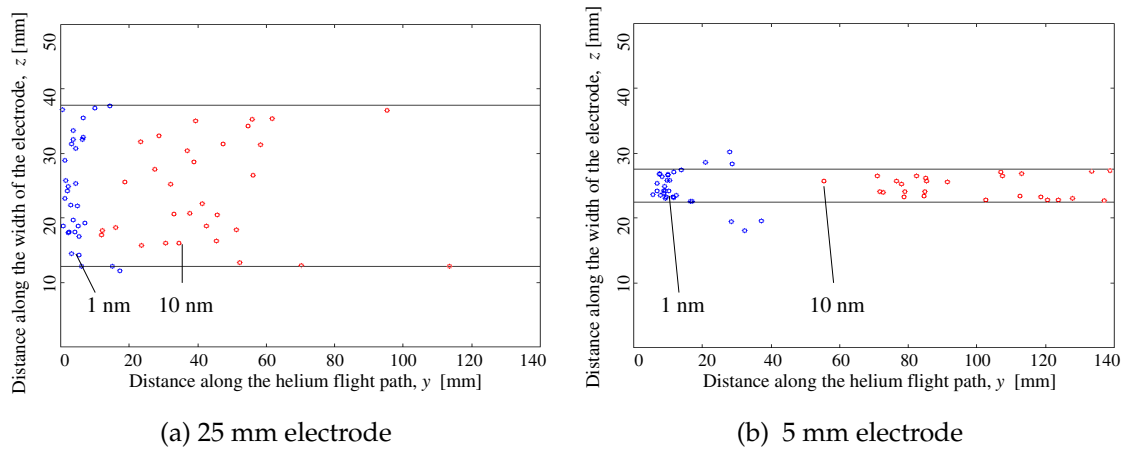 Distance along the width of the electrode, z [mm]
50
40
30
20
10
1 nm
10 nm
0 20 40 60 80 100 120 140
Distance along the helium flight path, y [mm]
(a) 25 mm electrode
Distance along the width of the electrode, z [mm]
50
40
30
20
10
1 nm
10 nm
0 20 40 60 80 100 120 140
Distance along the helium flight path, y [mm]
(b) 5 mm electrode